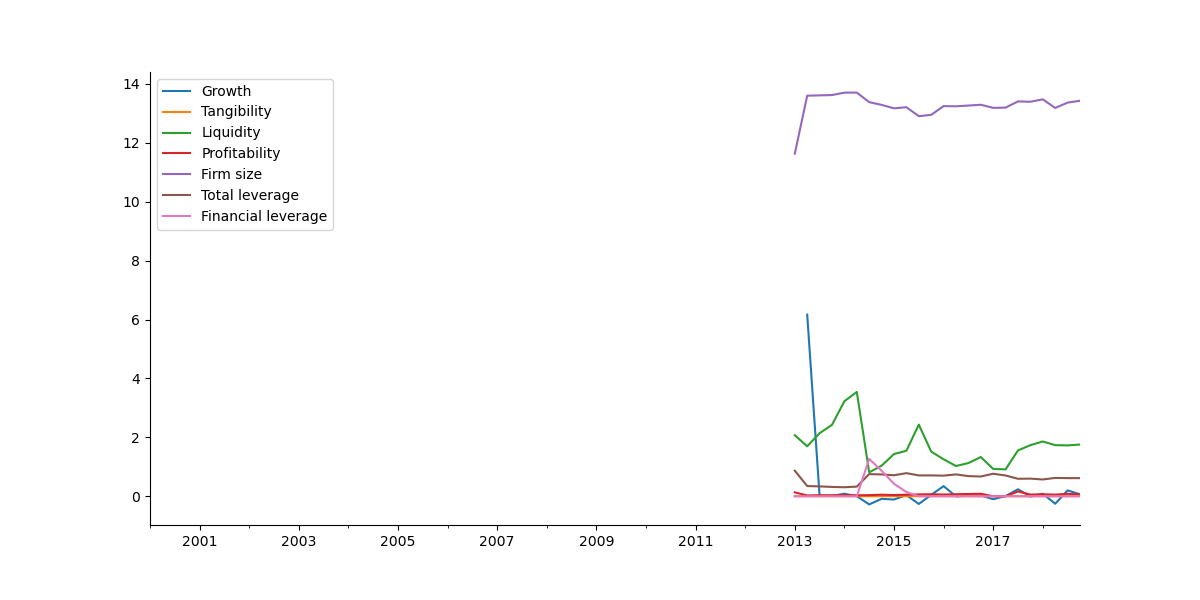 14
12
10
8
6
4
2
0
Growth
Tangibility
Liquidity
Profitability
Firm size
Total leverage
Financial leverage
2001 2003 2005 2007 2009 2011 2013 2015 2017